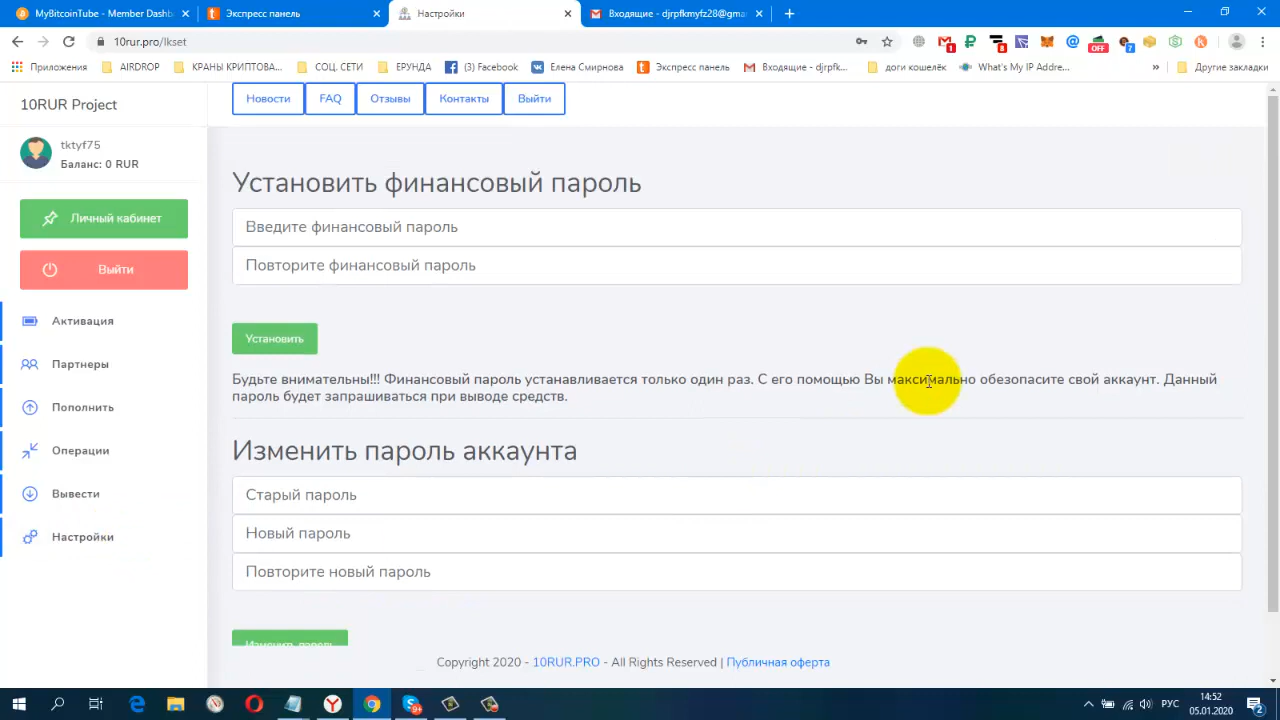 MyBitcoinTube - Member Dashb
Экспресс панель
Настройки
Входящие - djrpfkmyfz28@gma
10rur.pro/lkset
Приложения
AIRDROP
КРАНЫ КРИПТОВА...
СОЦ. СЕТИ
ЕРУНДА
(3) Facebook
Елена Смирнова
Экспресс панель
Входящие - djrpfk...
доги кошелёк
What's My IP Addre...
»
Другие закладки
10RUR Project
Новости
FAQ
Отзывы
Контакты
Выйти
tktyf75
Баланс: 0 RUR
Личный кабинет
Выйти
Активация
Партнеры
Пополнить
Операции
Вывести
Настройки
Установить финансовый пароль
Введите финансовый пароль
Повторите финансовый пароль
Установить
Будьте внимательны!!! Финансовый пароль устанавливается только один раз. С его помощью Вы максимально обезопасите свой аккаунт. Данный
пароль будет запрашиваться при выводе средств.
Изменить пароль аккаунта
Старый пароль
Новый пароль
Повторите новый пароль
Изменить пароль
Copyright 2020 - 10RUR.PRO - All Rights Reserved | Публичная оферта
РУС
14:52
05.01.2020